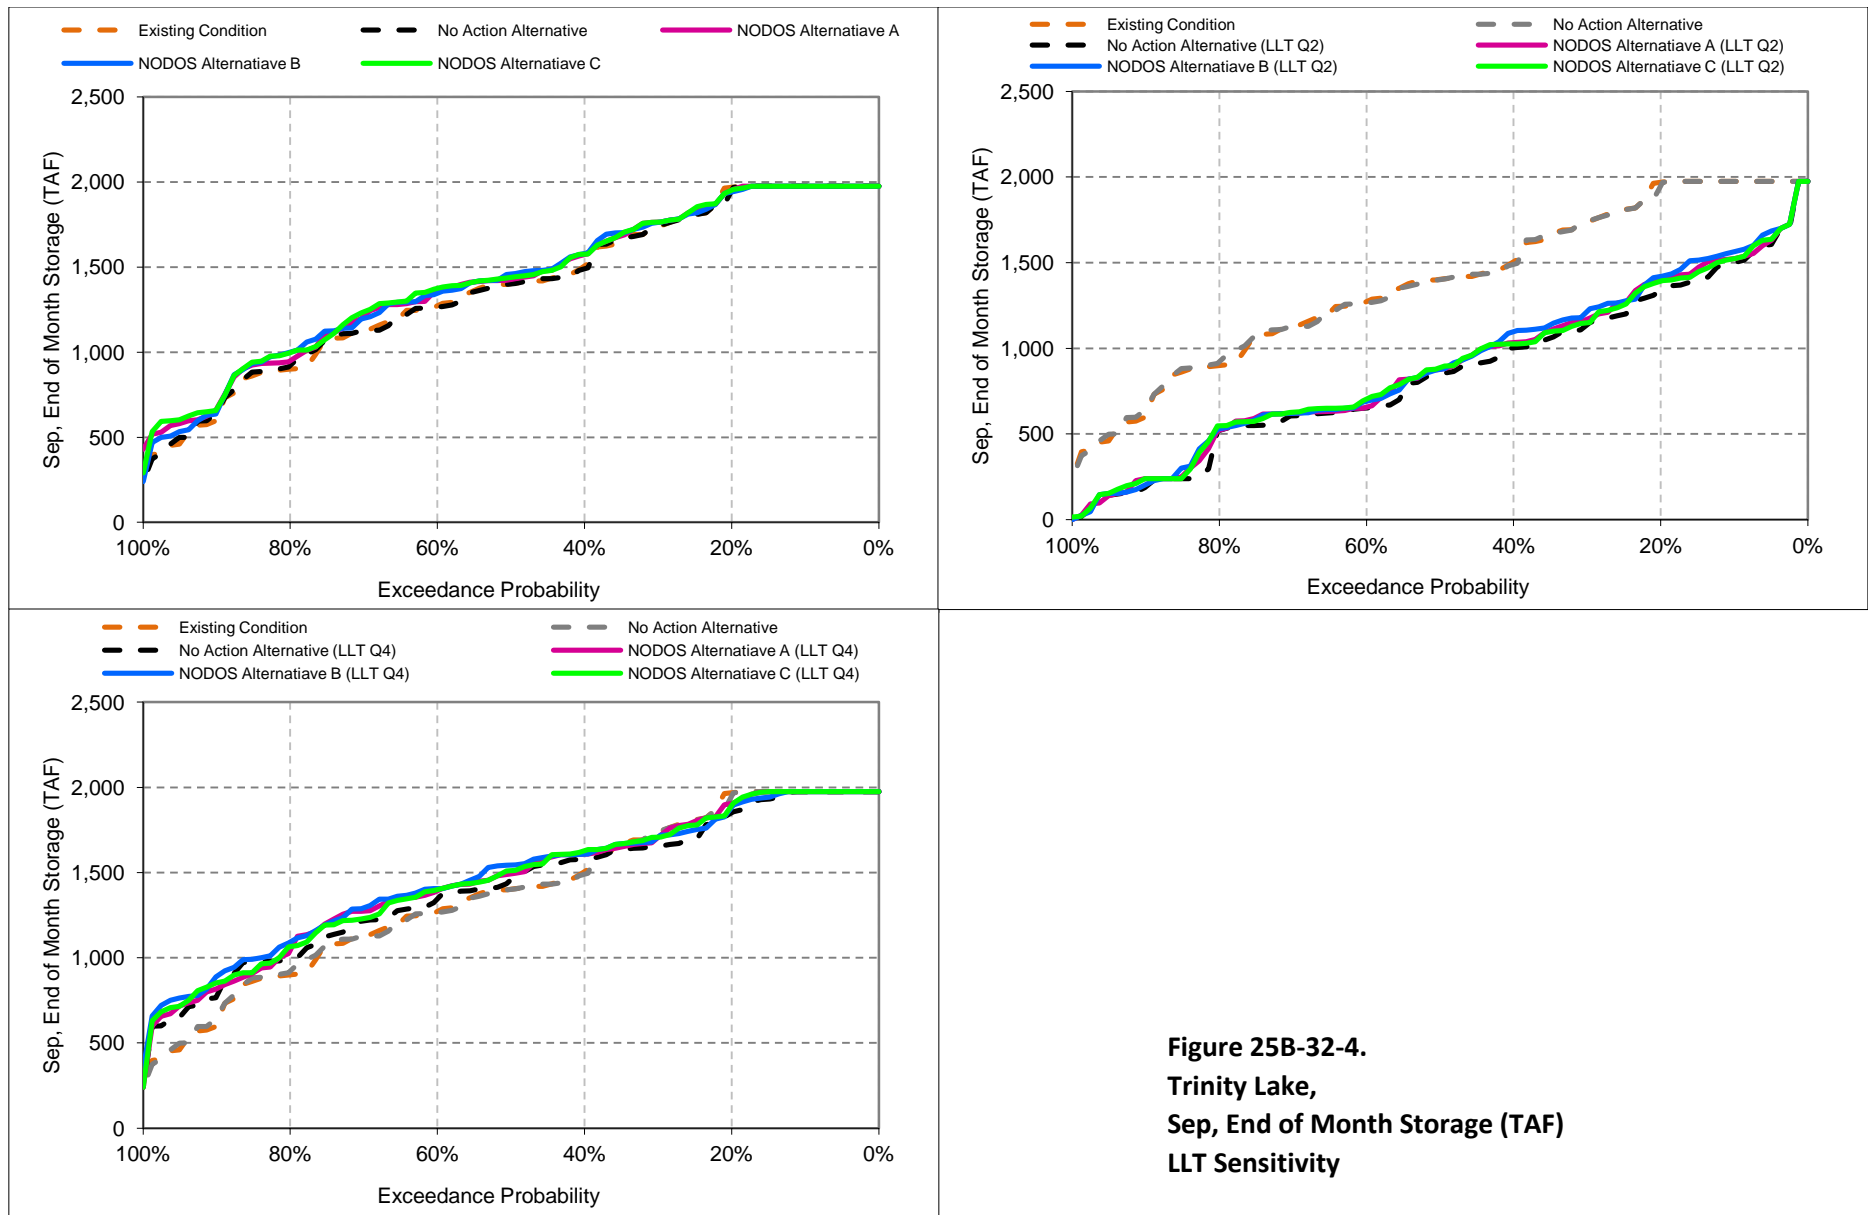 Existing Condition
No Action Alternative
NODOS Alternatiave A
NODOS Alternatiave B
NODOS Alternatiave C
2,500
2,000
1,500
1,000
500
0
Sep, End of Month Storage (TAF)
100%
80%
60%
40%
20%
0%
Exceedance Probability
Existing Condition
No Action Alternative
No Action Alternative (LLT Q2)
NODOS Alternatiave A (LLT Q2)
NODOS Alternatiave B (LLT Q2)
NODOS Alternatiave C (LLT Q2)
2,500
2,000
1,500
1,000
500
0
Sep, End of Month Storage (TAF)
100%
80%
60%
40%
20%
0%
Exceedance Probability
Existing Condition
No Action Alternative
No Action Alternative (LLT Q4)
NODOS Alternatiave A (LLT Q4)
NODOS Alternatiave B (LLT Q4)
NODOS Alternatiave C (LLT Q4)
2,500
2,000
1,500
1,000
500
0
Sep, End of Month Storage (TAF)
100%
80%
60%
40%
20%
0%
Exceedance Probability
Figure 25B-32-4.
Trinity Lake,
Sep, End of Month Storage (TAF)
LLT Sensitivity